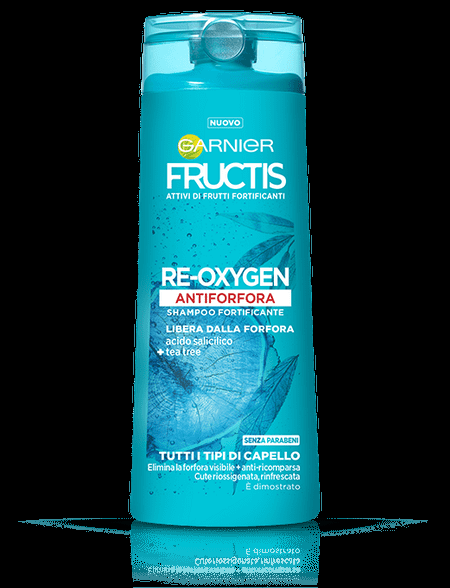 NUOVO
GARNIER
FRUCTIS
ATTIVI DI FRUTTI FORTIFICANTI
RE-OXYGEN
ANTIFORFORA
SHAMPOO FORTIFICANTE
LIBERA DALLA FORFORA
acido salicilico
+ tea tree
SENZA PARABENI
TUTTI I TIPI DI CAPELLO
Elimina la forfora visibile + anti-ricomparsa
Cute riossigenata, rinfrescata
È dimostrato